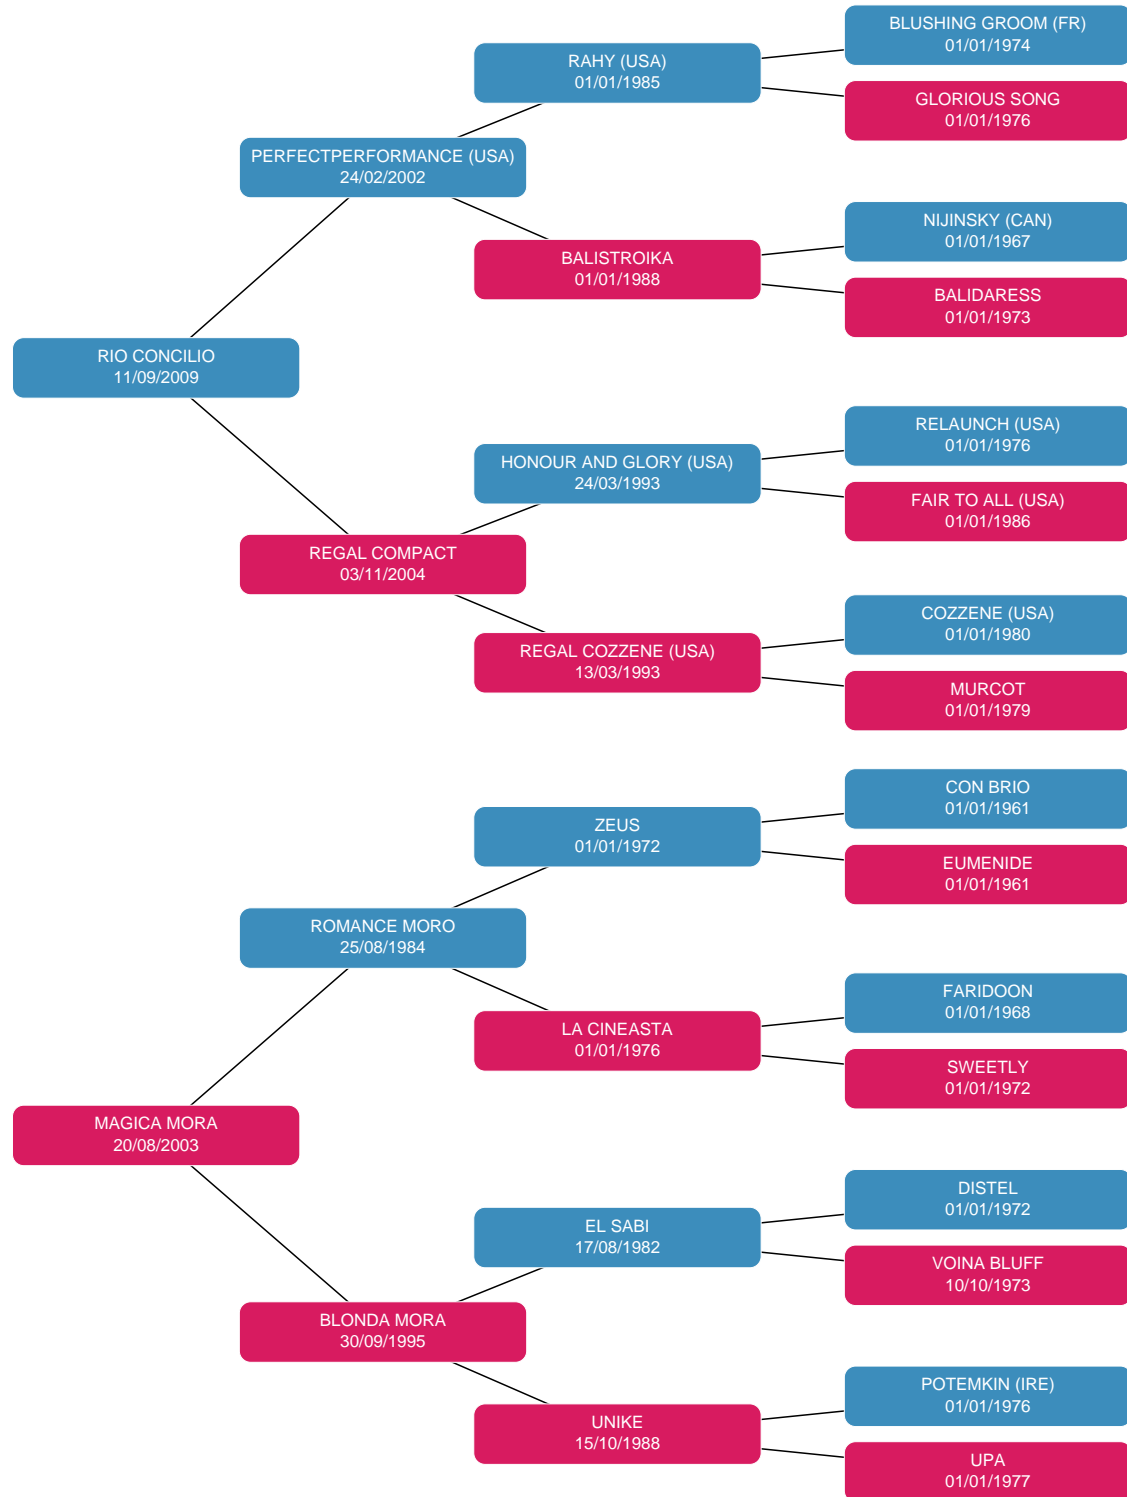 BLUSHING GROOM (FR)
01/01/1974
RAHY (USA)
01/01/1985
GLORIOUS SONG
01/01/1976
PERFECTPERFORMANCE (USA)
24/02/2002
NIJINSKY (CAN)
01/01/1967
BALISTROIKA
01/01/1988
BALIDARESS
01/01/1973
RIO CONCILIO
11/09/2009
RELAUNCH (USA)
01/01/1976
HONOUR AND GLORY (USA)
24/03/1993
FAIR TO ALL (USA)
01/01/1986
REGAL COMPACT
03/11/2004
COZZENE (USA)
01/01/1980
REGAL COZZENE (USA)
13/03/1993
MURCOT
01/01/1979
CON BRIO
01/01/1961
ZEUS
01/01/1972
EUMENIDE
01/01/1961
ROMANCE MORO
25/08/1984
FARIDOON
01/01/1968
LA CINEASTA
01/01/1976
SWEETLY
01/01/1972
MAGICA MORA
20/08/2003
DISTEL
01/01/1972
EL SABI
17/08/1982
VOINA BLUFF
10/10/1973
BLONDA MORA
30/09/1995
POTEMKIN (IRE)
01/01/1976
UNIKE
15/10/1988
UPA
01/01/1977